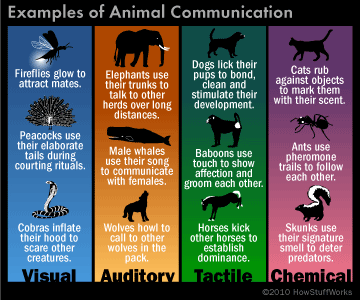 Examples of Animal Communication
Fireflies glow to
attract mates.
Peacocks use their
elaborate
tails during
courting rituals.
Cobras inflate
their hood to
scare other
creatures.
Visual
Elephants use
their trunks to
talk to other
herds over long
distances.
Male whales
use their song
to communicate
with females.
Wolves howl to
call to other
wolves in the
pack.
Auditory
Dogs lick their
pups to bond,
clean and
stimulate their
development.
Baboons use
touch to show
affection and
groom each other.
Horses kick
other horses to
establish
dominance.
Tactile
Cats rub
against objects
to mark them
with their scent.
Ants use
pheromone
trails to follow
each other.
Skunks use their
signature
smell to deter
predators.
Chemical
©2010 HowStuffWorks